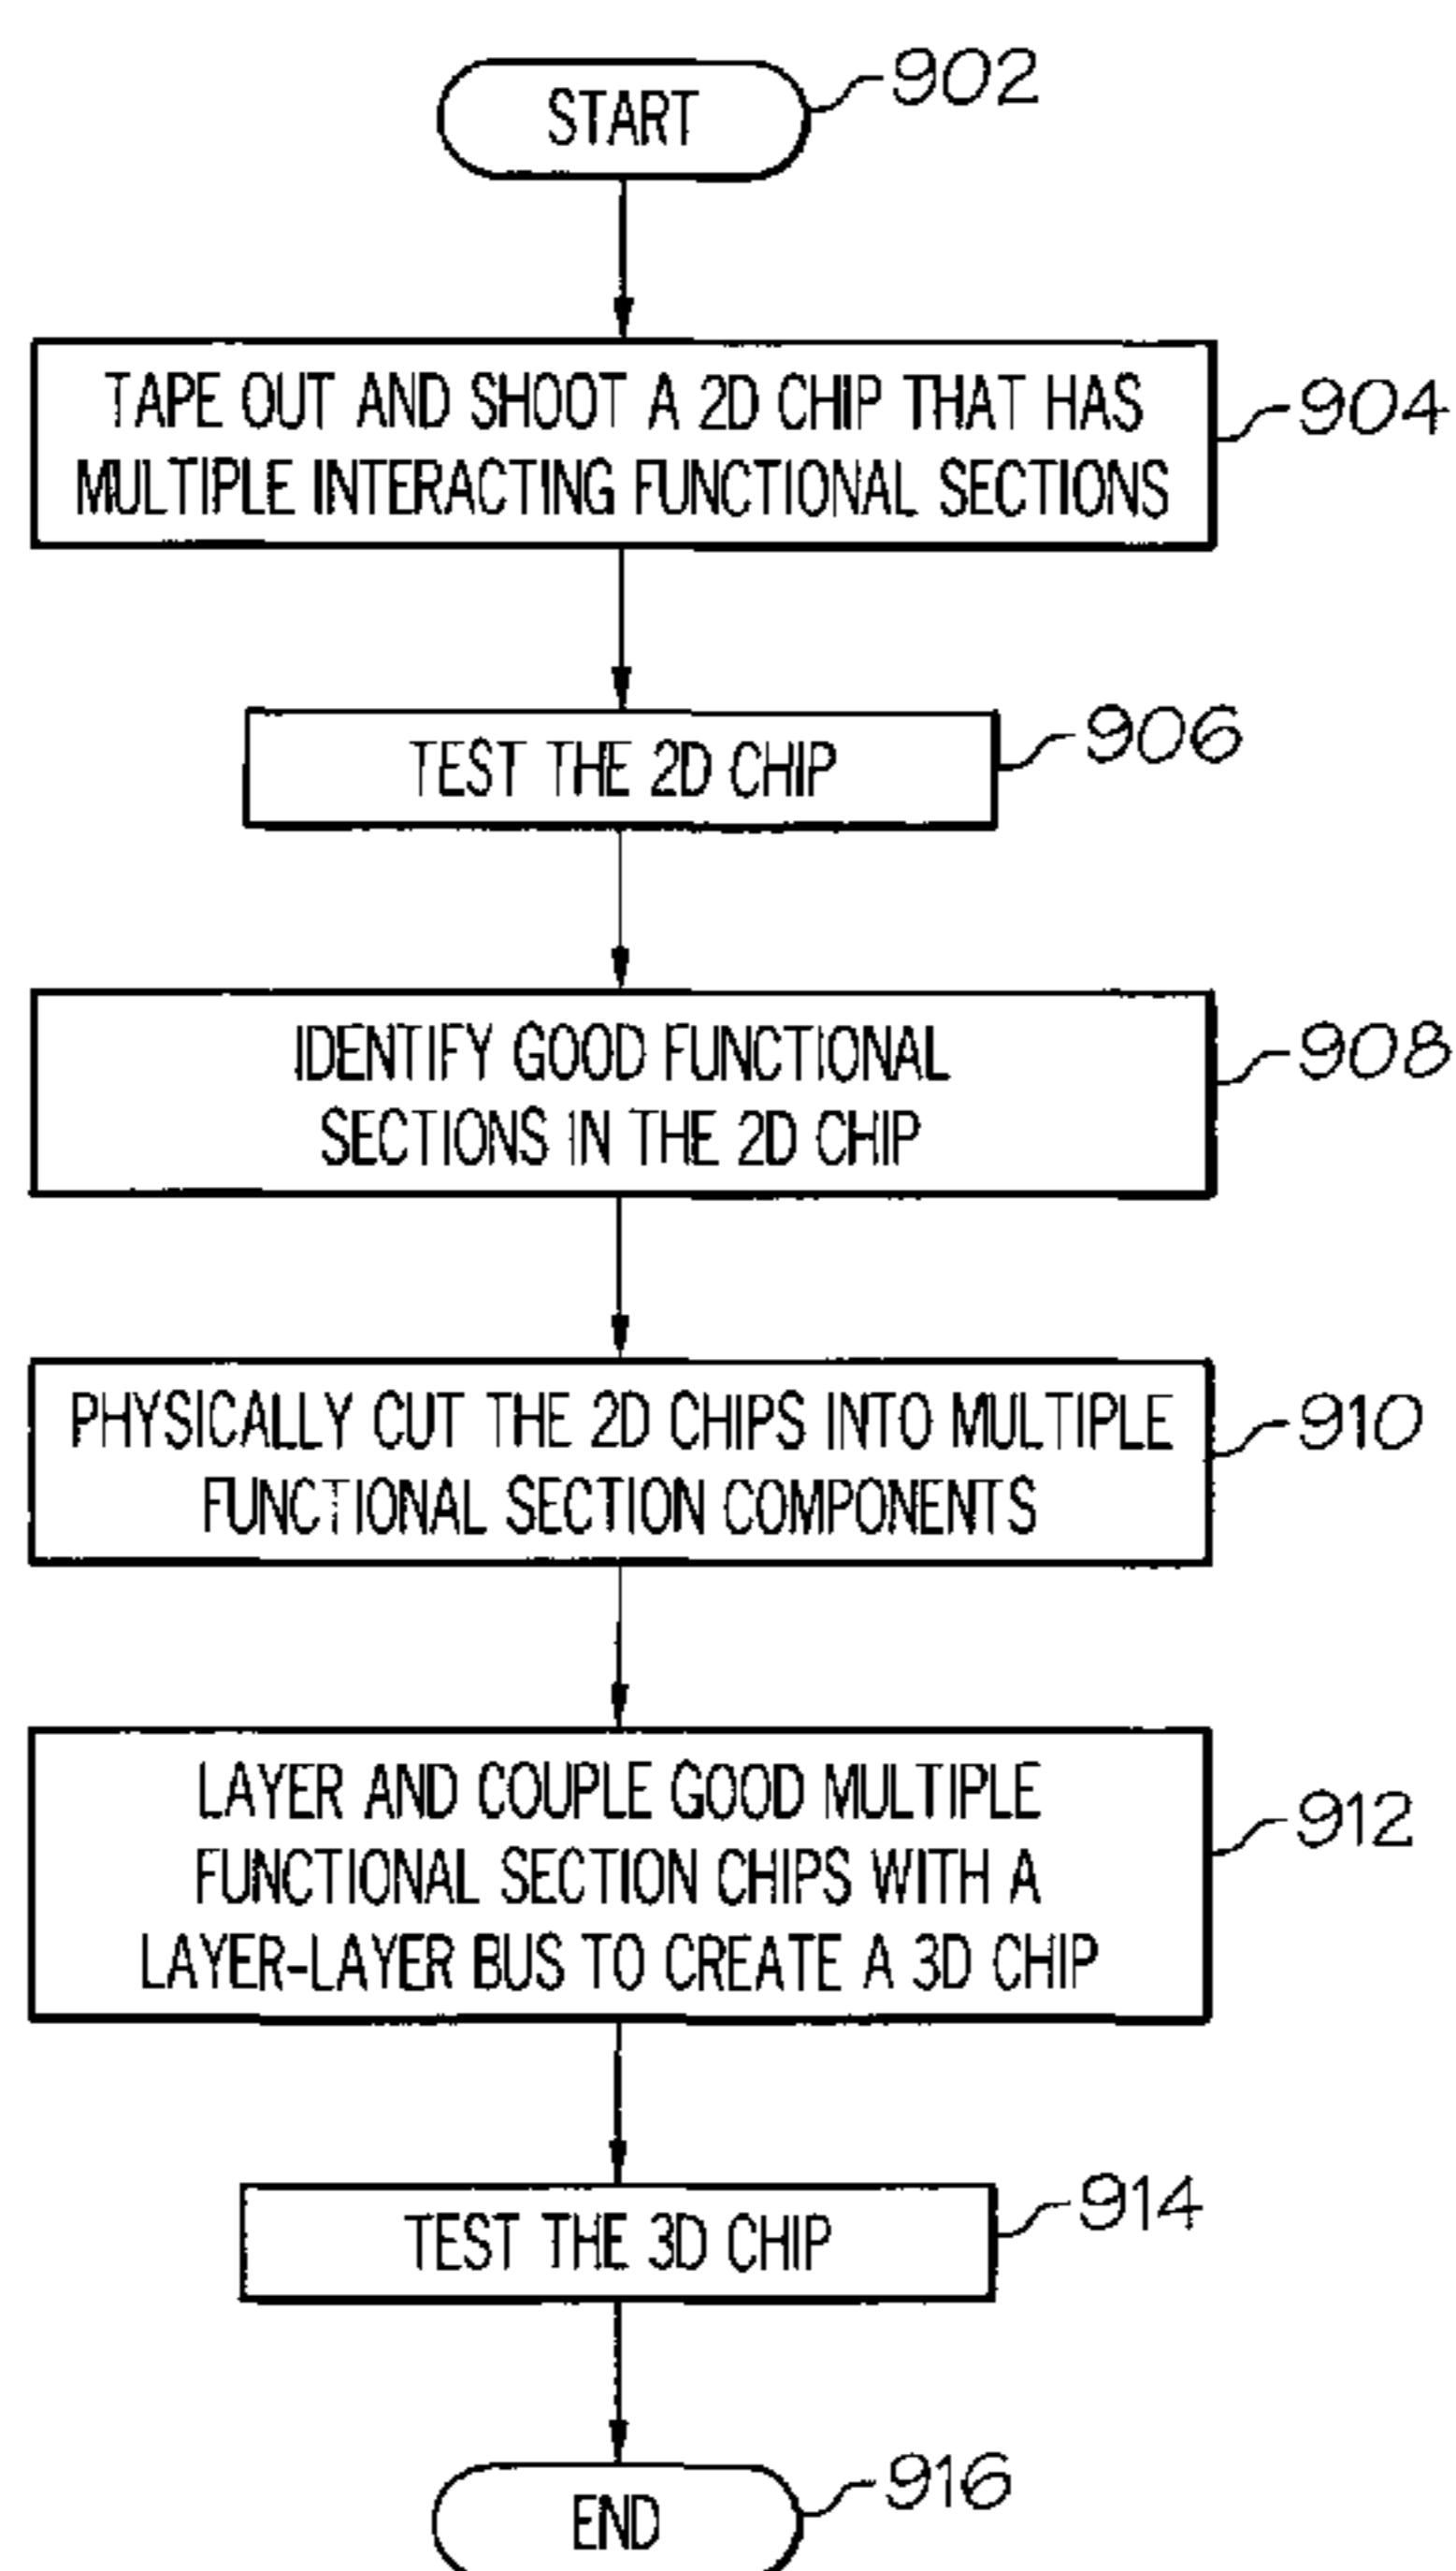 START
902
TAPE OUT AND SHOOT A 2D CHIP THAT HAS
MULTIPLE INTERACTING FUNCTIONAL SECTIONS
904
TEST THE 2D CHIP
906
IDENTIFY GOOD FUNCTIONAL
SECTIONS IN THE 2D CHIP
908
PHYSICALLY CUT THE 2D CHIPS INTO MULTIPLE
FUNCTIONAL SECTION COMPONENTS
910
LAYER AND COUPLE GOOD MULTIPLE
FUNCTIONAL SECTION CHIPS WITH A
LAYER-LAYER BUS TO CREATE A 3D CHIP
912
TEST THE 3D CHIP
914
END
916